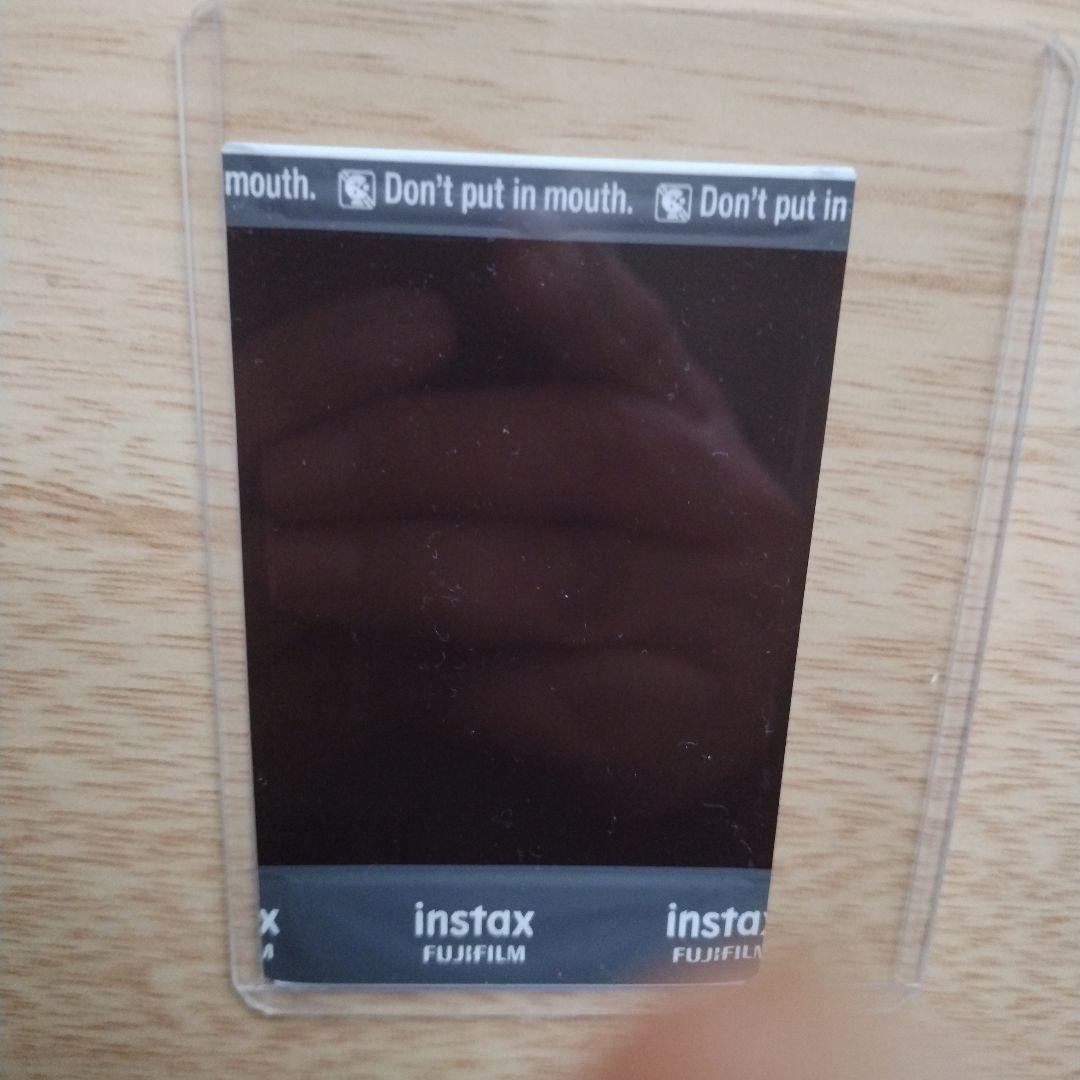 mouth. Don't put in mouth. Don't put in
x instax instax
M FUJIFILM FUJIFILM